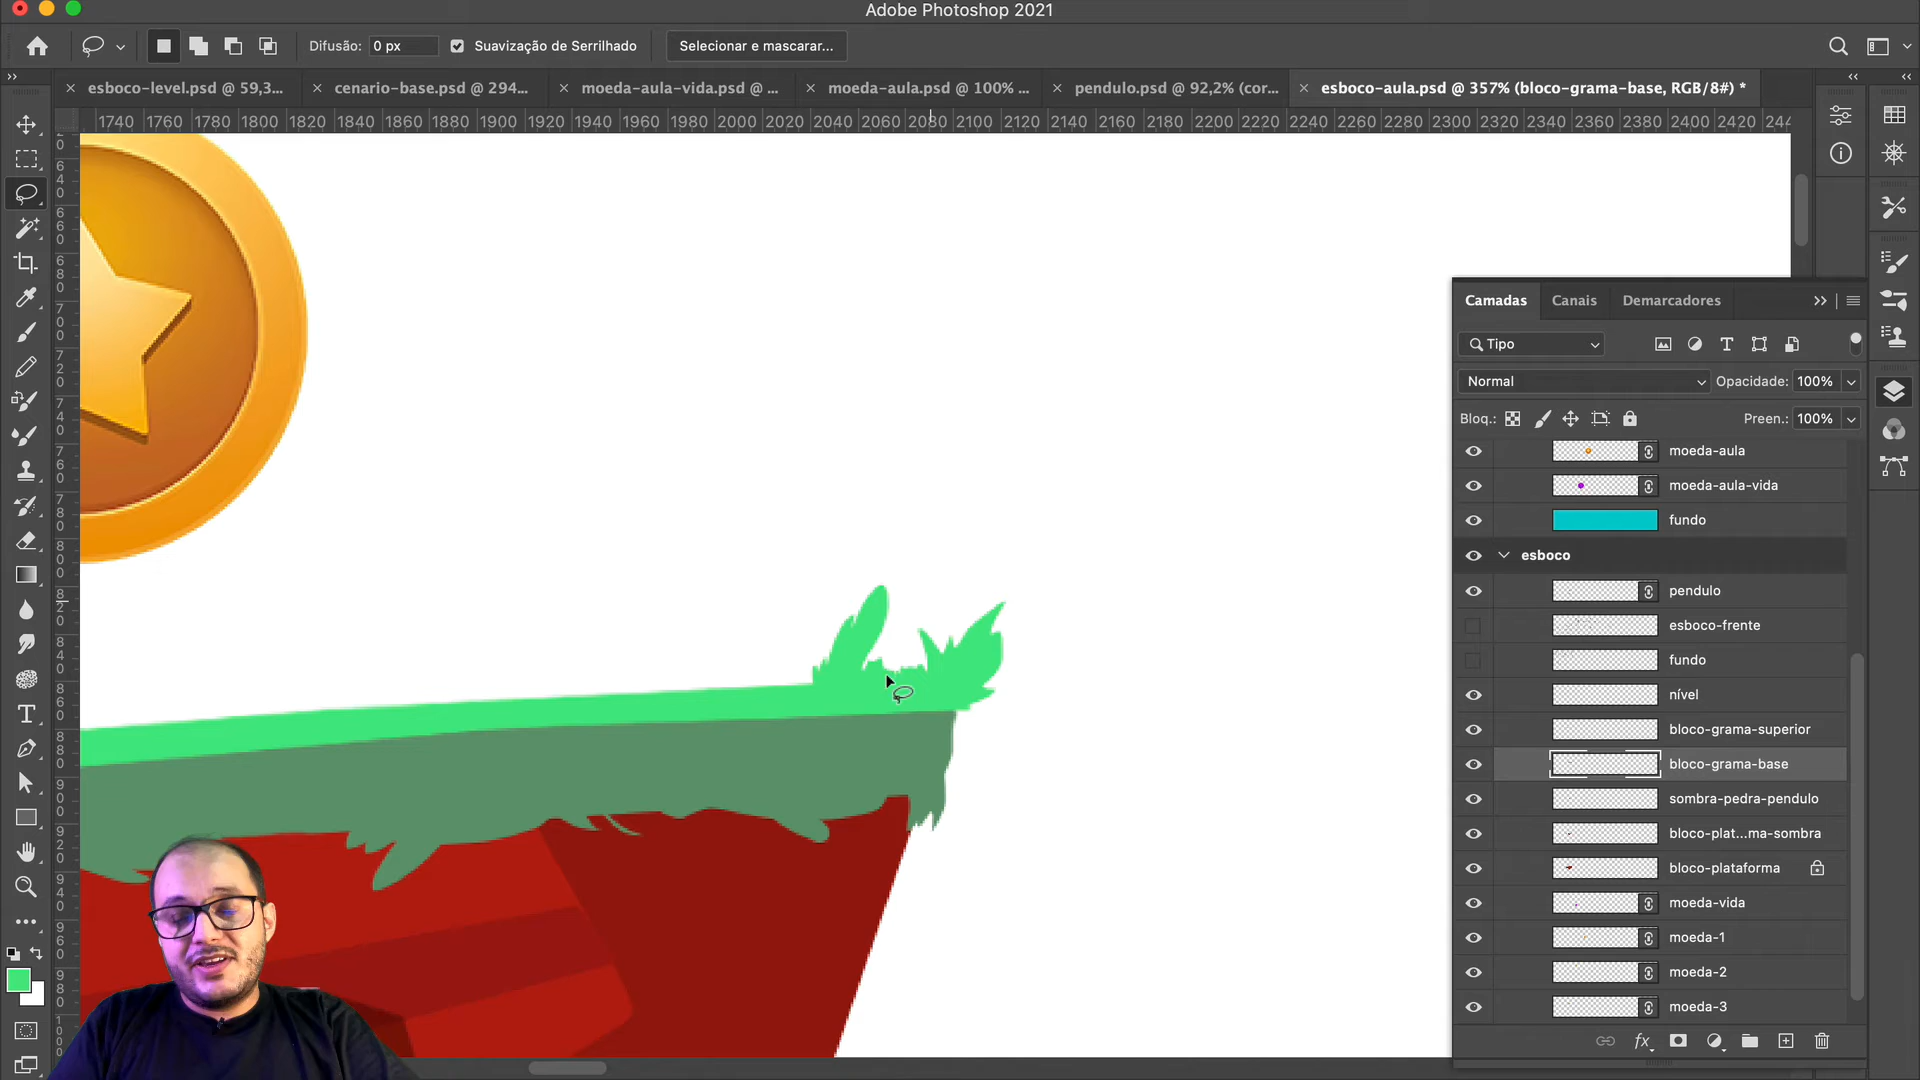 Adobe Photoshop 2021
Difusão: 0 px Suavização de Serrilhado Selecionar e mascarar...
esboco-level.psd @ 59,3... cenario-base.psd @ 294... moeda-aula-vida.psd @ ... moeda-aula.psd @ 100% ... pendulo.psd @ 92,2% (cor... esboco-aula.psd @ 357% (bloco-grama-base, RGB/8#) *
1740 1760 1780 1800 1820 1840 1860 1880 1900 1920 1940 1960 1980 2000 2020 2040 2060 2080 2100 2120 2140 2160 2180 2200 2220 2240 2260 2280 2300 2320 2340 2360 2380 2400 2420
Camadas Canais Demarcadores
Tipo
Normal Opacidade: 100%
Bloq.: Preen.: 100%
moeda-aula
moeda-aula-vida
fundo
esboco
pendulo
esboco-frente
fundo
nível
bloco-grama-superior
bloco-grama-base
sombra-pedra-pendulo
bloco-plat...ma-sombra
bloco-plataforma
moeda-vida
moeda-1
moeda-2
moeda-3